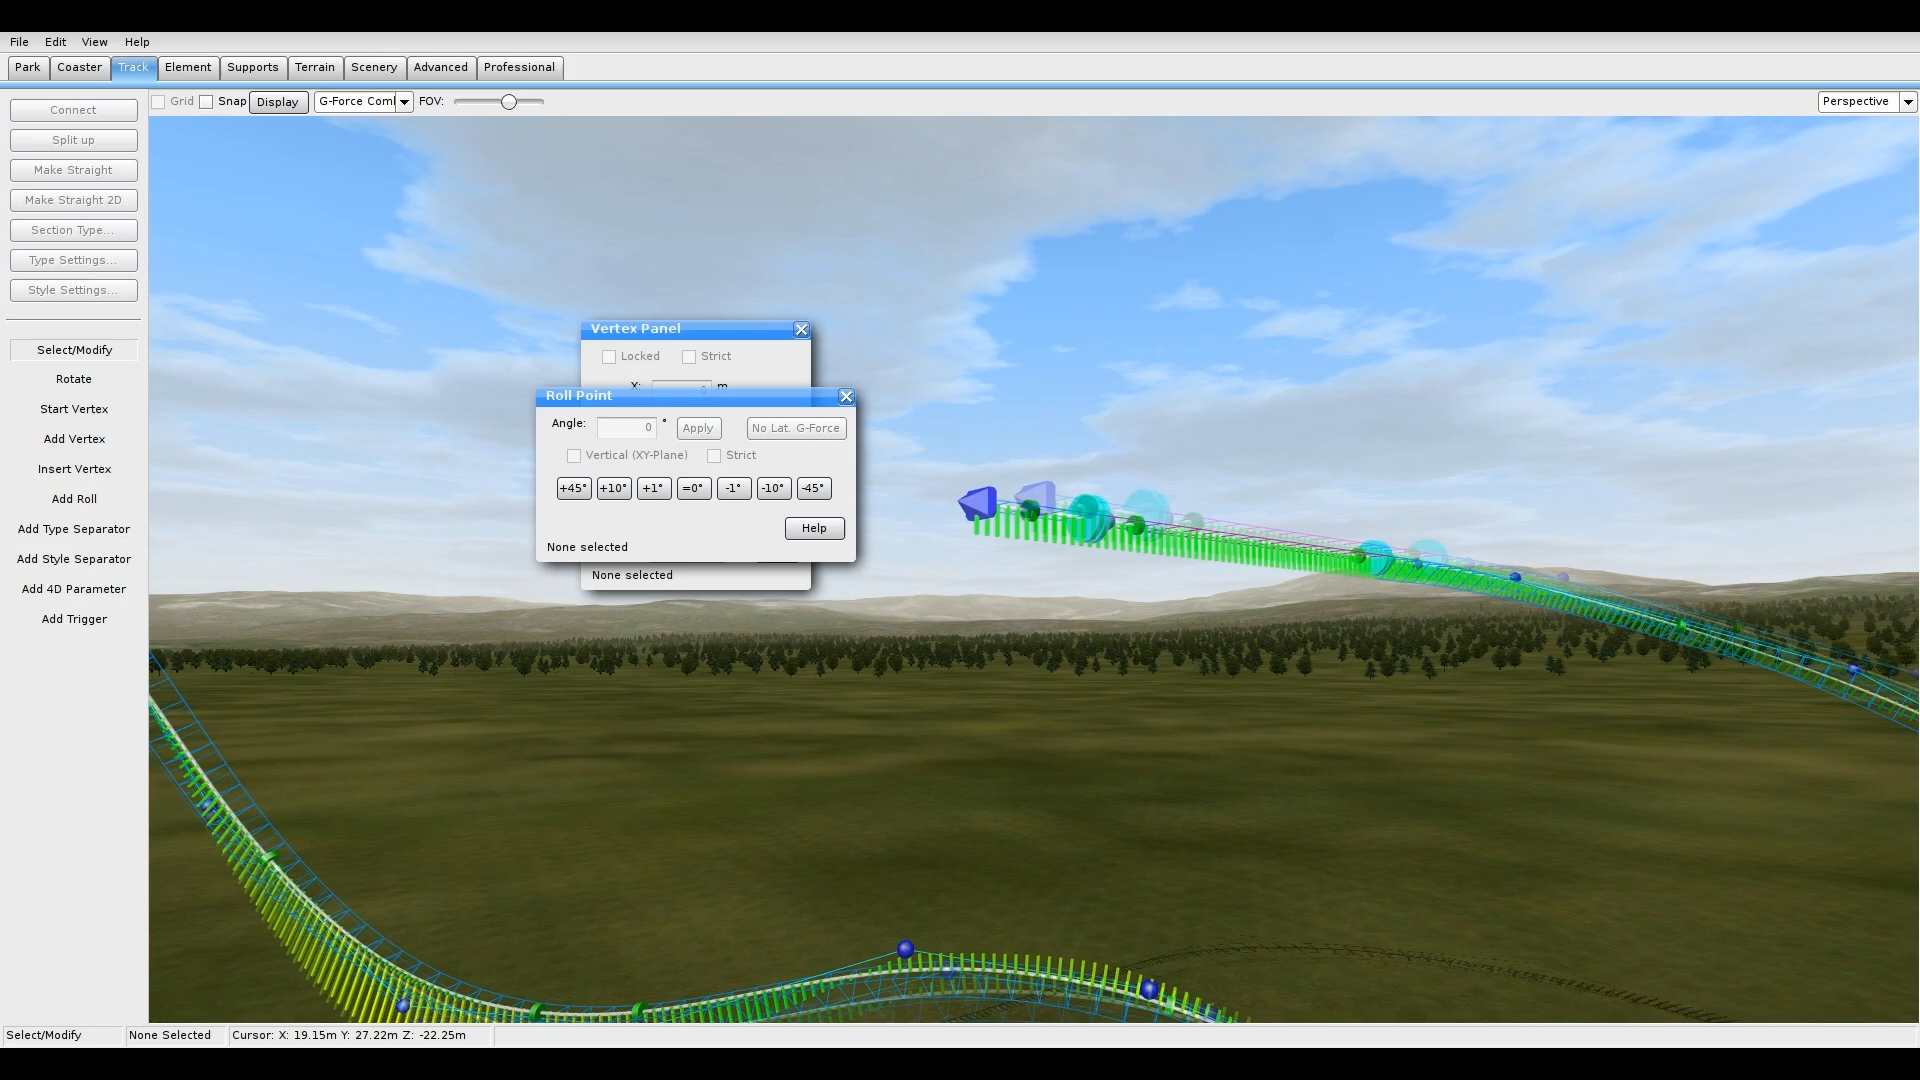 File Edit View Help
Park Coaster Track Element Supports Terrain Scenery Advanced Professional
Grid Snap Display G-Force Com FOV: Perspective
Connect
Split up
Make Straight
Make Straight 2D
Section Type...
Type Settings...
Style Settings...
Select/Modify
Rotate
Start Vertex
Add Vertex
Insert Vertex
Add Roll
Add Type Separator
Add Style Separator
Add 4D Parameter
Add Trigger
Vertex Panel
Locked Strict
X: m
Roll Point
Angle: 0 ° Apply No Lat. G-Force
Vertical (XY-Plane) Strict
+45° +10° +1° =0° -1° -10° -45°
Help
None selected
None selected
Select/Modify None Selected Cursor: X: 19.15m Y: 27.22m Z: -22.25m